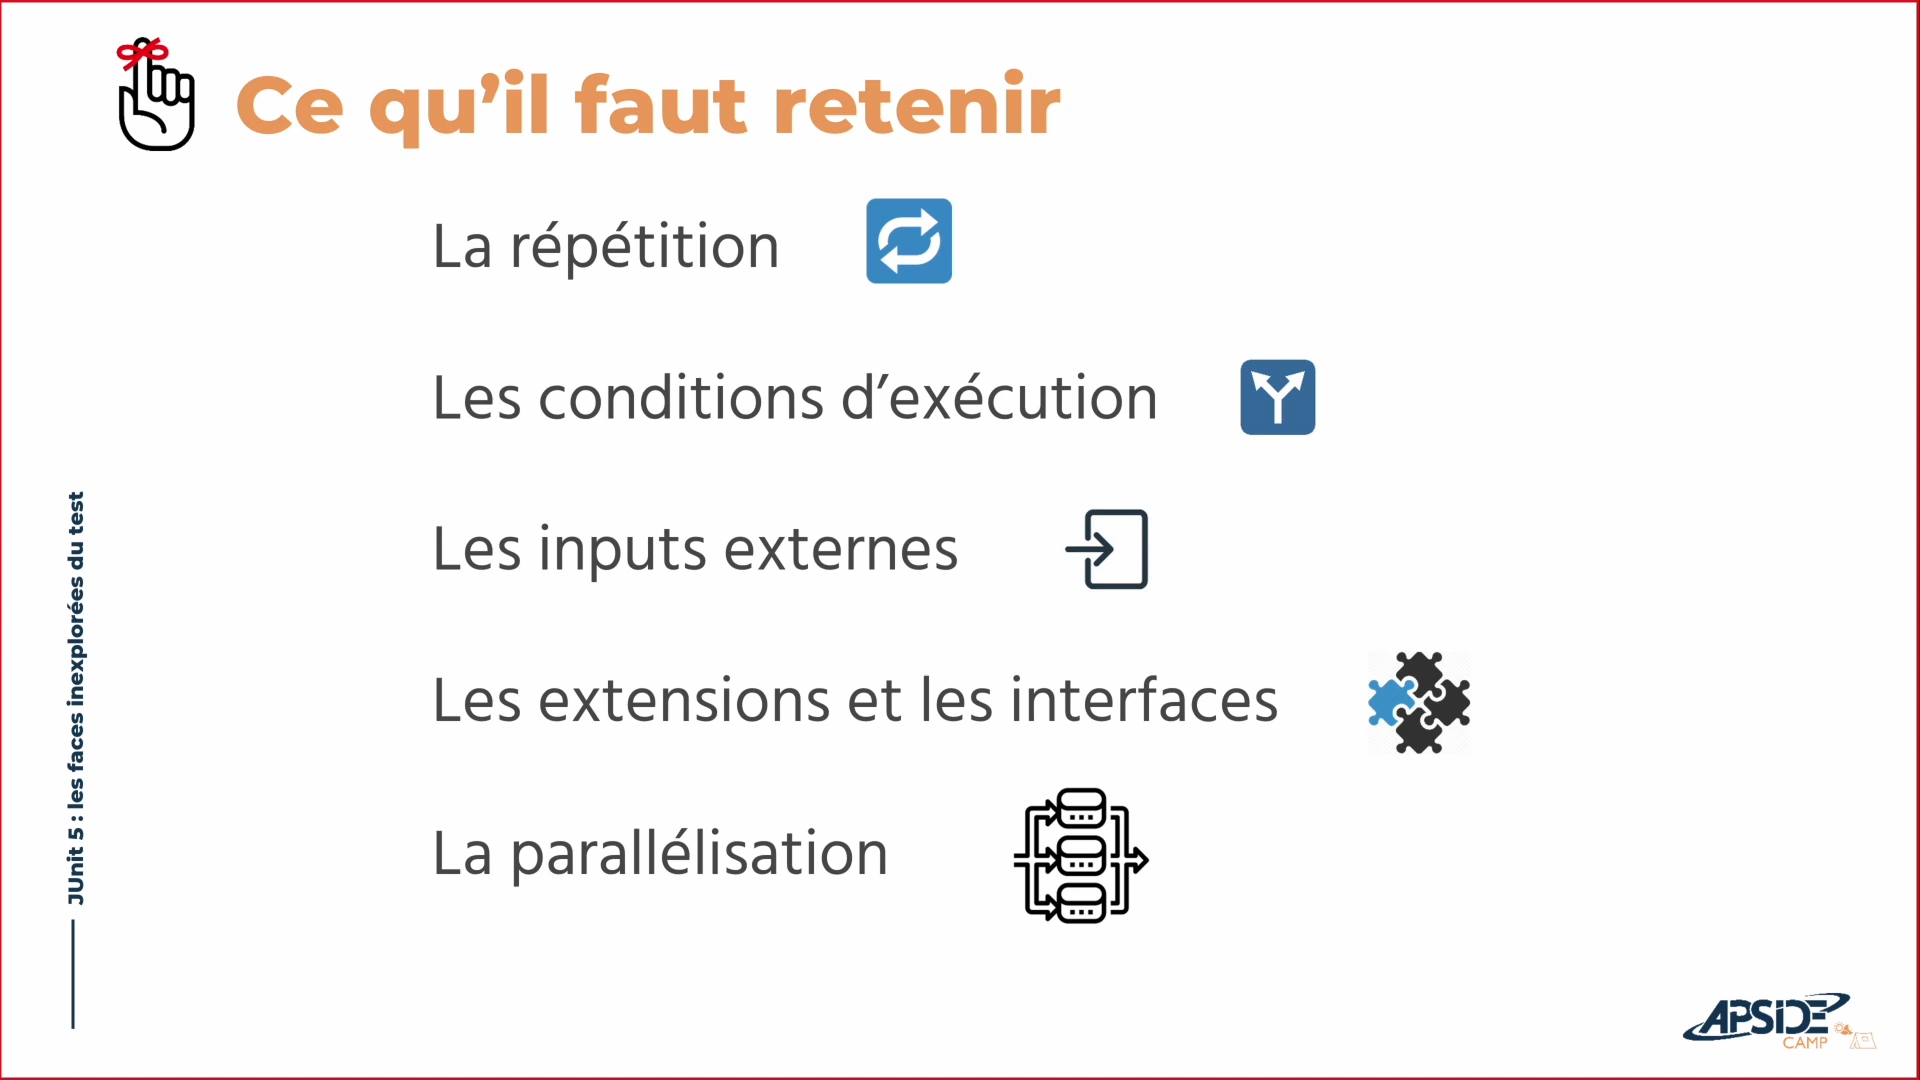 Ce qu’il faut retenir
La répétition
Les conditions d’exécution
Les inputs externes
Les extensions et les interfaces
La parallélisation
JUnit 5 : les faces inexplorées du test
APSIDE
CAMP